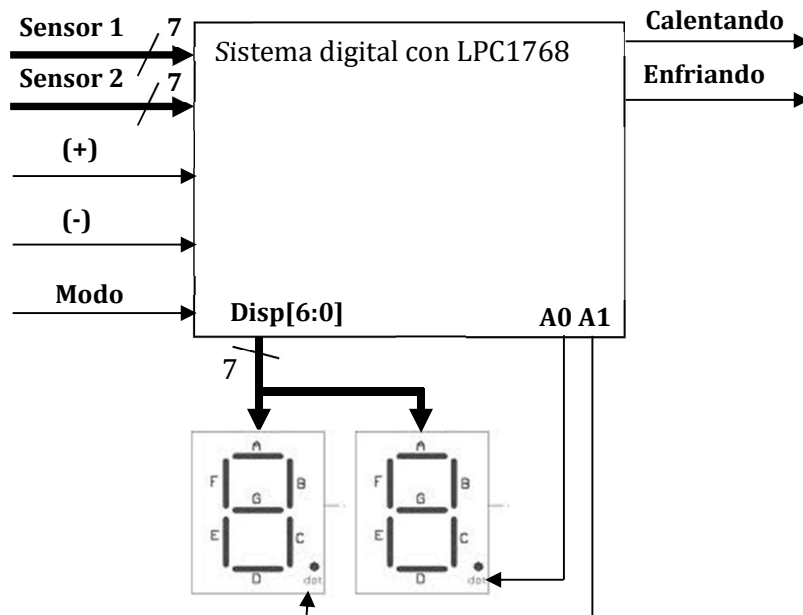 Sensor 1
7
Sistema digital con LPC1768
Calentando
Sensor 2
7
Enfriando
(+)
(-)
Modo
Disp[6:0]
A0 A1
7
A
F
B
G
E
C
D
dot
A
F
B
G
E
C
D
dot